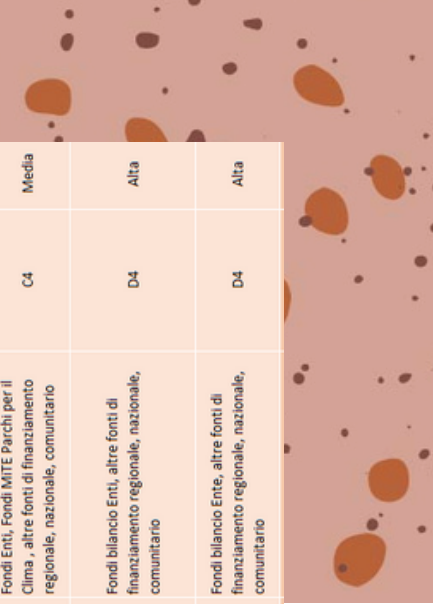 Fondi Enti, Fondi MiTE Parchi per il
Clima , altre fonti di finanziamento
regionale, nazionale, comunitario
C4
Media
Fondi bilancio Enti, altre fonti di
finanziamento regionale, nazionale,
comunitario
D4
Alta
Fondi bilancio Ente, altre fonti di
finanziamento regionale, nazionale,
comunitario
D4
Alta